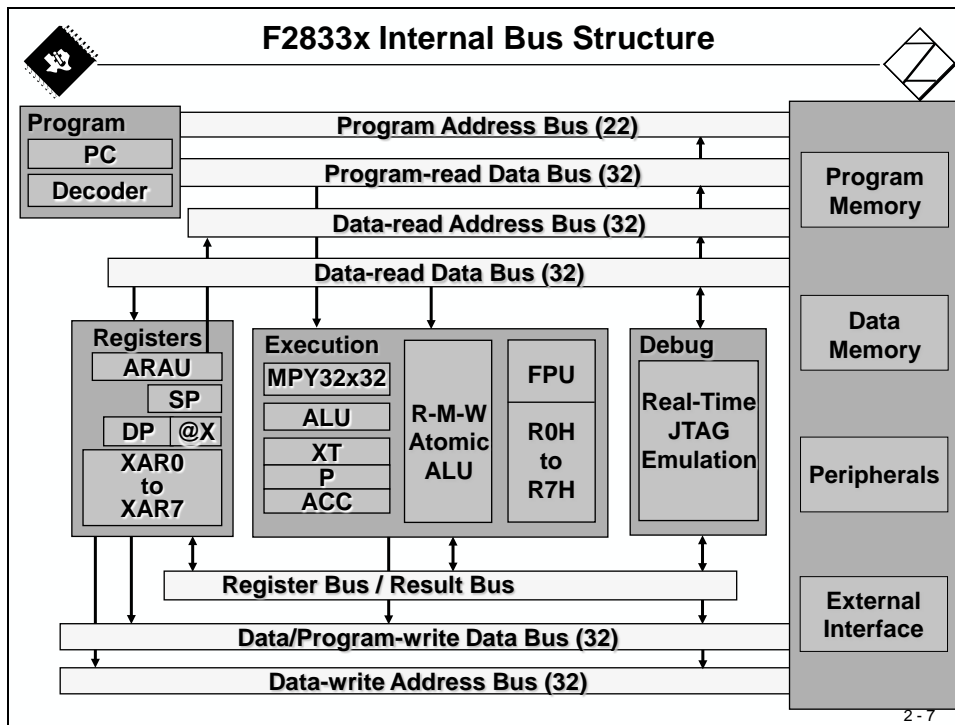 F2833x Internal Bus Structure
Program
PC
Decoder
Program Address Bus (22)
Program-read Data Bus (32)
Data-read Address Bus (32)
Data-read Data Bus (32)
Registers
ARAU
SP
DP
@X
XAR0
to
XAR7
Execution
MPY32x32
ALU
XT
P
ACC
R-M-W
Atomic
ALU
FPU
R0H
to
R7H
Debug
Real-Time
JTAG
Emulation
Program
Memory
Data
Memory
Peripherals
External
Interface
Register Bus / Result Bus
Data/Program-write Data Bus (32)
Data-write Address Bus (32)
2 - 7